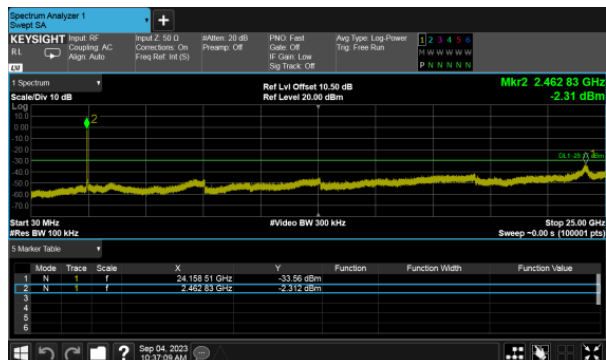 Spectrum Analyzer 1
Swept SA
KEYSIGHT Input: RF Input Z: 50 Ω #Atten: 20 dB PNO: Fast Avg Type: Log-Power 1 2 3 4 5 6
RL Coupling: AC Corrections: On Preamp: Off Gate: Off Trig: Free Run M W W W W W
Align: Auto Freq Ref: Int (S) IF Gain: Low P N N N N N
Sig Track: Off
LXI
1 Spectrum Ref Lvl Offset 10.50 dB Mkr2 2.462 83 GHz
Scale/Div 10 dB Ref Level 20.00 dBm -2.31 dBm
Log
10.0
0.00 2
-10.0
-20.0
DL1 dBm
-30.0
-40.0
-50.0
-60.0
-70.0
Start 30 MHz #Video BW 300 kHz Stop 25.00 GHz
#Res BW 100 kHz Sweep ~0.00 s (100001 pts)
5 Marker Table
Mode Trace Scale X Y Function Function Width Function Value
1 N 1 f 24.158 51 GHz -33.56 dBm
2 N 1 f 2.462 83 GHz -2.312 dBm
3
4
5
6
Sep 04, 2023
10:37:09 AM